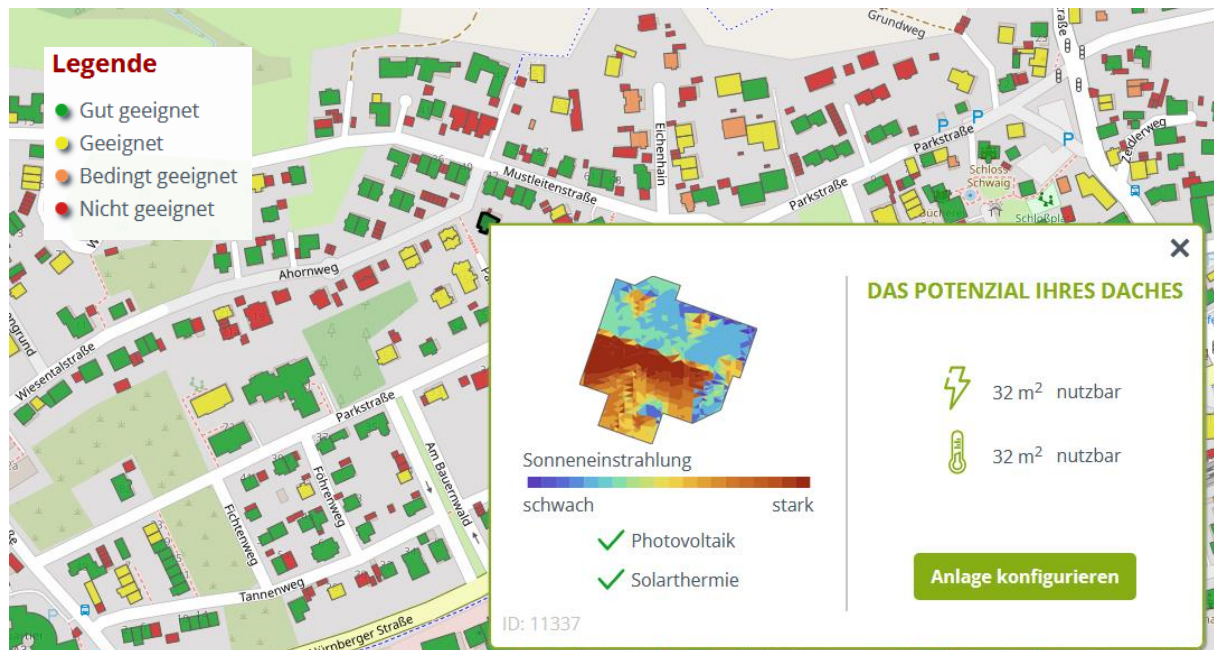 Legende
Gut geeignet
Geeignet
Bedingt geeignet
Nicht geeignet
Grundweg
Eichenhain
Parkstraße
P
P
P
Zeidlerweg
Schloss
Schwaig
Mustleitenstraße
Parkstraße
Ahornweg
Wiesentalstraße
Parkstraße
Föhrenweg
Am Bauernwald
Fichtenweg
Tannenweg
Nürnberger Straße
DAS POTENZIAL IHRES DACHES
32 m² nutzbar
32 m² nutzbar
Sonneneinstrahlung
schwach stark
Photovoltaik
Solarthermie
Anlage konfigurieren
ID: 11337